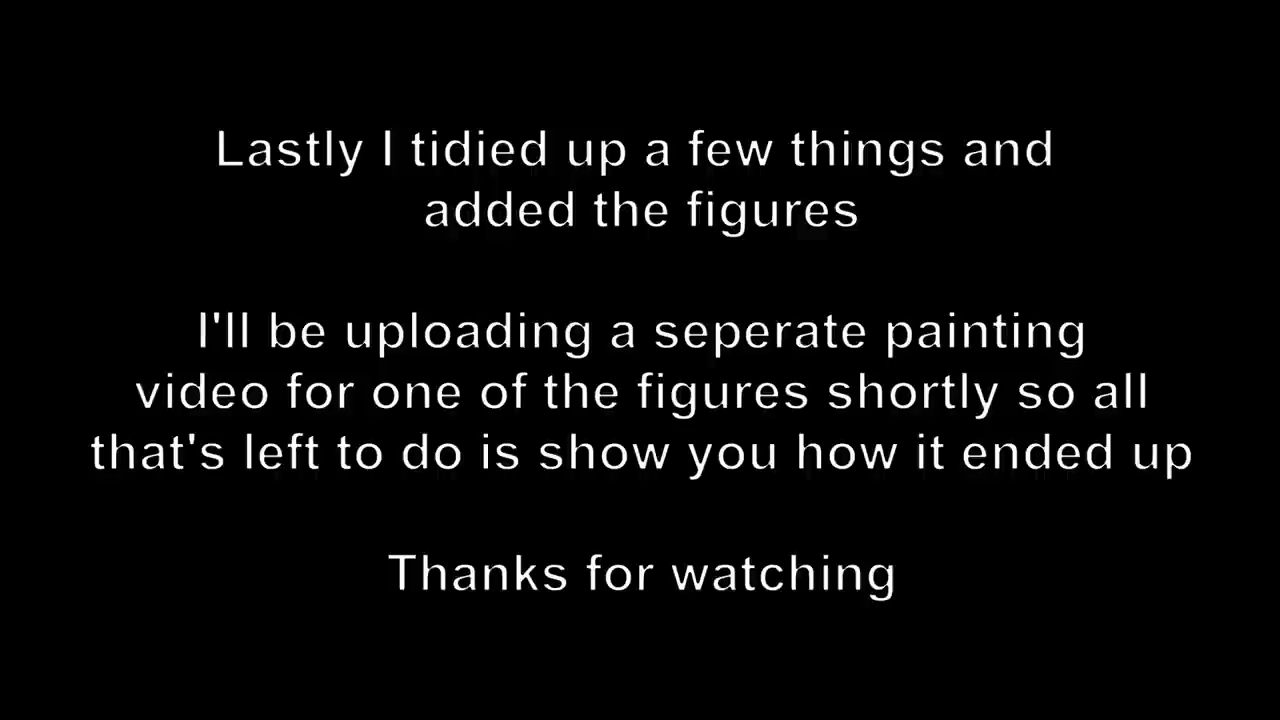 Lastly I tidied up a few things and
added the figures
I'll be uploading a seperate painting
video for one of the figures shortly so all
that's left to do is show you how it ended up
Thanks for watching